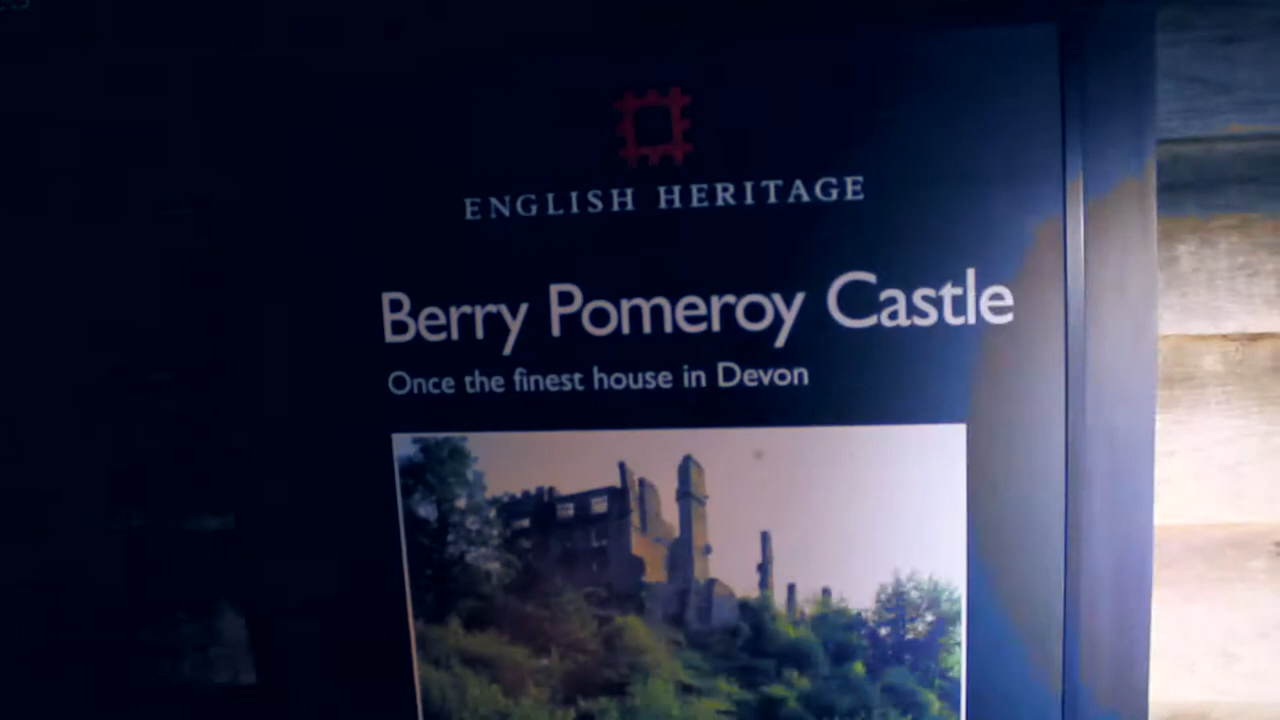 ENGLISH HERITAGE
Berry Pomeroy Castle
Once the finest house in Devon